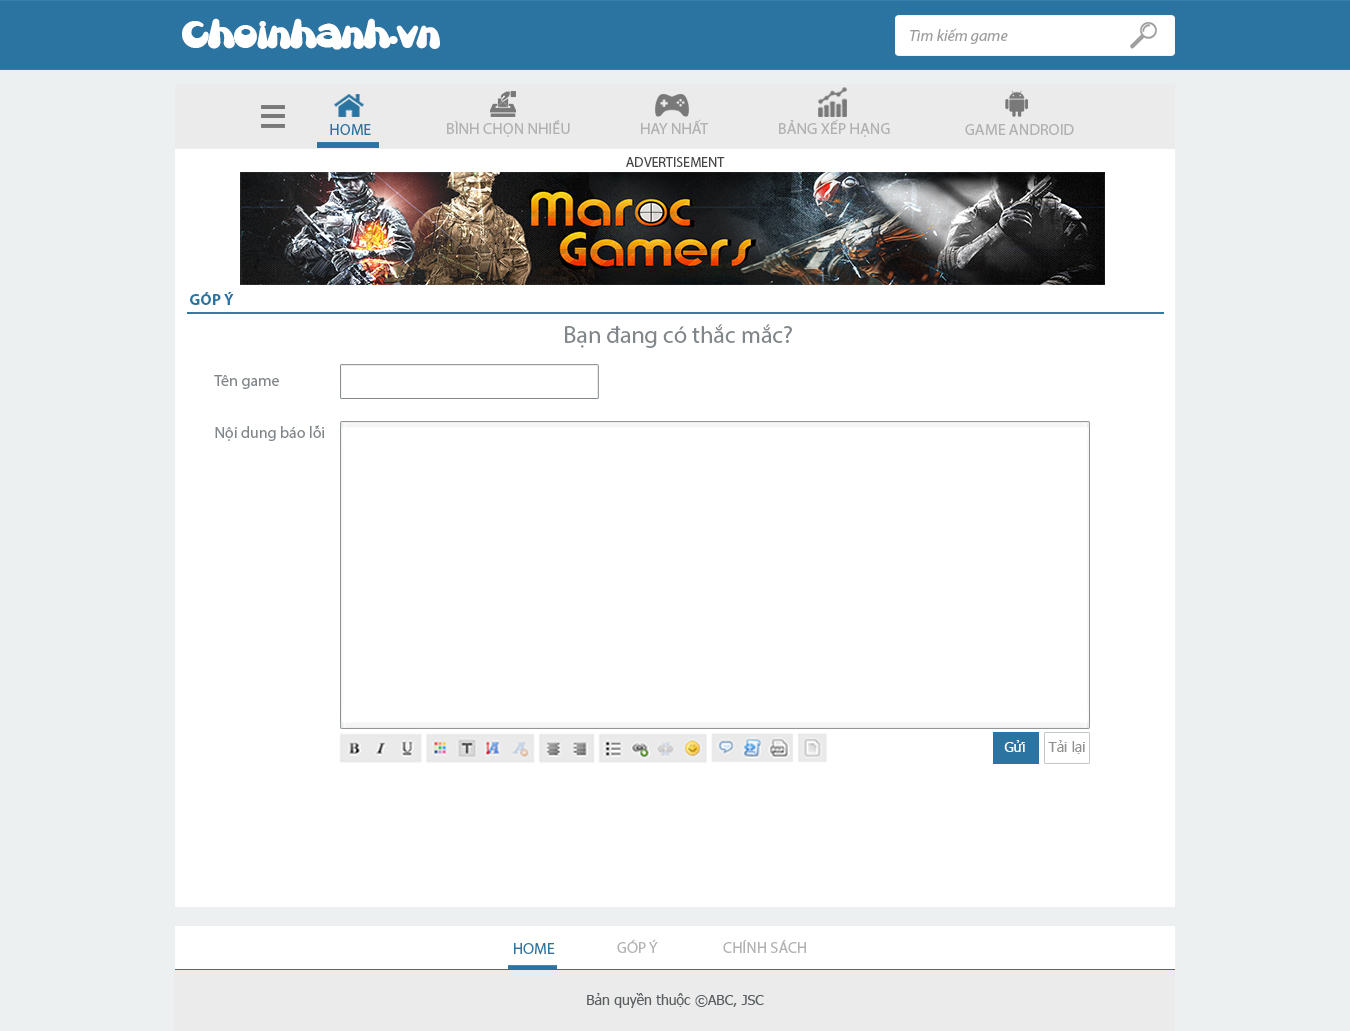 Choinhanh.vn
Tìm kiếm game
HOME
BÌNH CHỌN NHIỀU
HAY NHẤT
BẢNG XẾP HẠNG
GAME ANDROID
ADVERTISEMENT
Maroc
Gamers
GÓP Ý
Bạn đang có thắc mắc?
Tên game
Nội dung báo lỗi
B I U T A A
Gửi
Tải lại
HOME
GÓP Ý
CHÍNH SÁCH
Bản quyền thuộc ©ABC, JSC